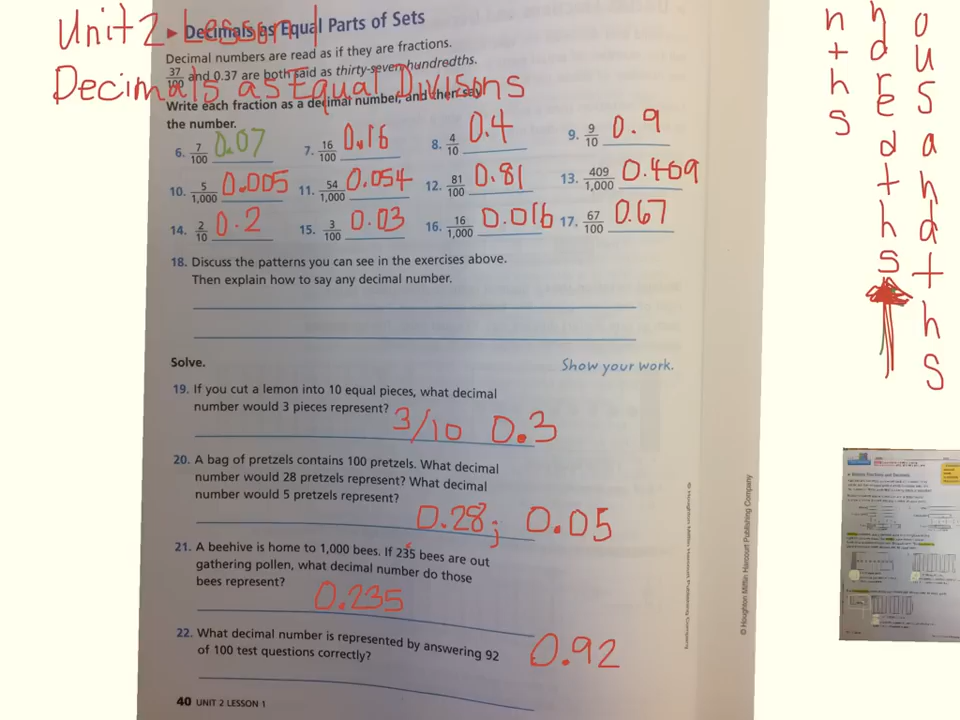 Unit 2 Lesson 1
Decimals as Equal Divisons
▶ Decimals as Equal Parts of Sets
Decimal numbers are read as if they are fractions.
37/100 and 0.37 are both said as thirty-seven hundredths.
Write each fraction as a decimal number, and then say
the number.
6. 7/100 0.07 7. 16/100 0.16 8. 4/10 0.4 9. 9/10 0.9
10. 5/1,000 0.005 11. 54/1,000 0.054 12. 81/100 0.81 13. 409/1,000 0.409
14. 2/10 0.2 15. 3/100 0.03 16. 16/1,000 0.016 17. 67/100 0.67
18. Discuss the patterns you can see in the exercises above.
Then explain how to say any decimal number.
Solve.
Show your work.
19. If you cut a lemon into 10 equal pieces, what decimal
number would 3 pieces represent?
3/10 0.3
20. A bag of pretzels contains 100 pretzels. What decimal
number would 28 pretzels represent? What decimal
number would 5 pretzels represent?
0.28; 0.05
21. A beehive is home to 1,000 bees. If 235 bees are out
gathering pollen, what decimal number do those
bees represent?
0.235
22. What decimal number is represented by answering 92
of 100 test questions correctly?
0.92
40 UNIT 2 LESSON 1
© Houghton Mifflin Harcourt Publishing Company
nths
ndredths
ousandths